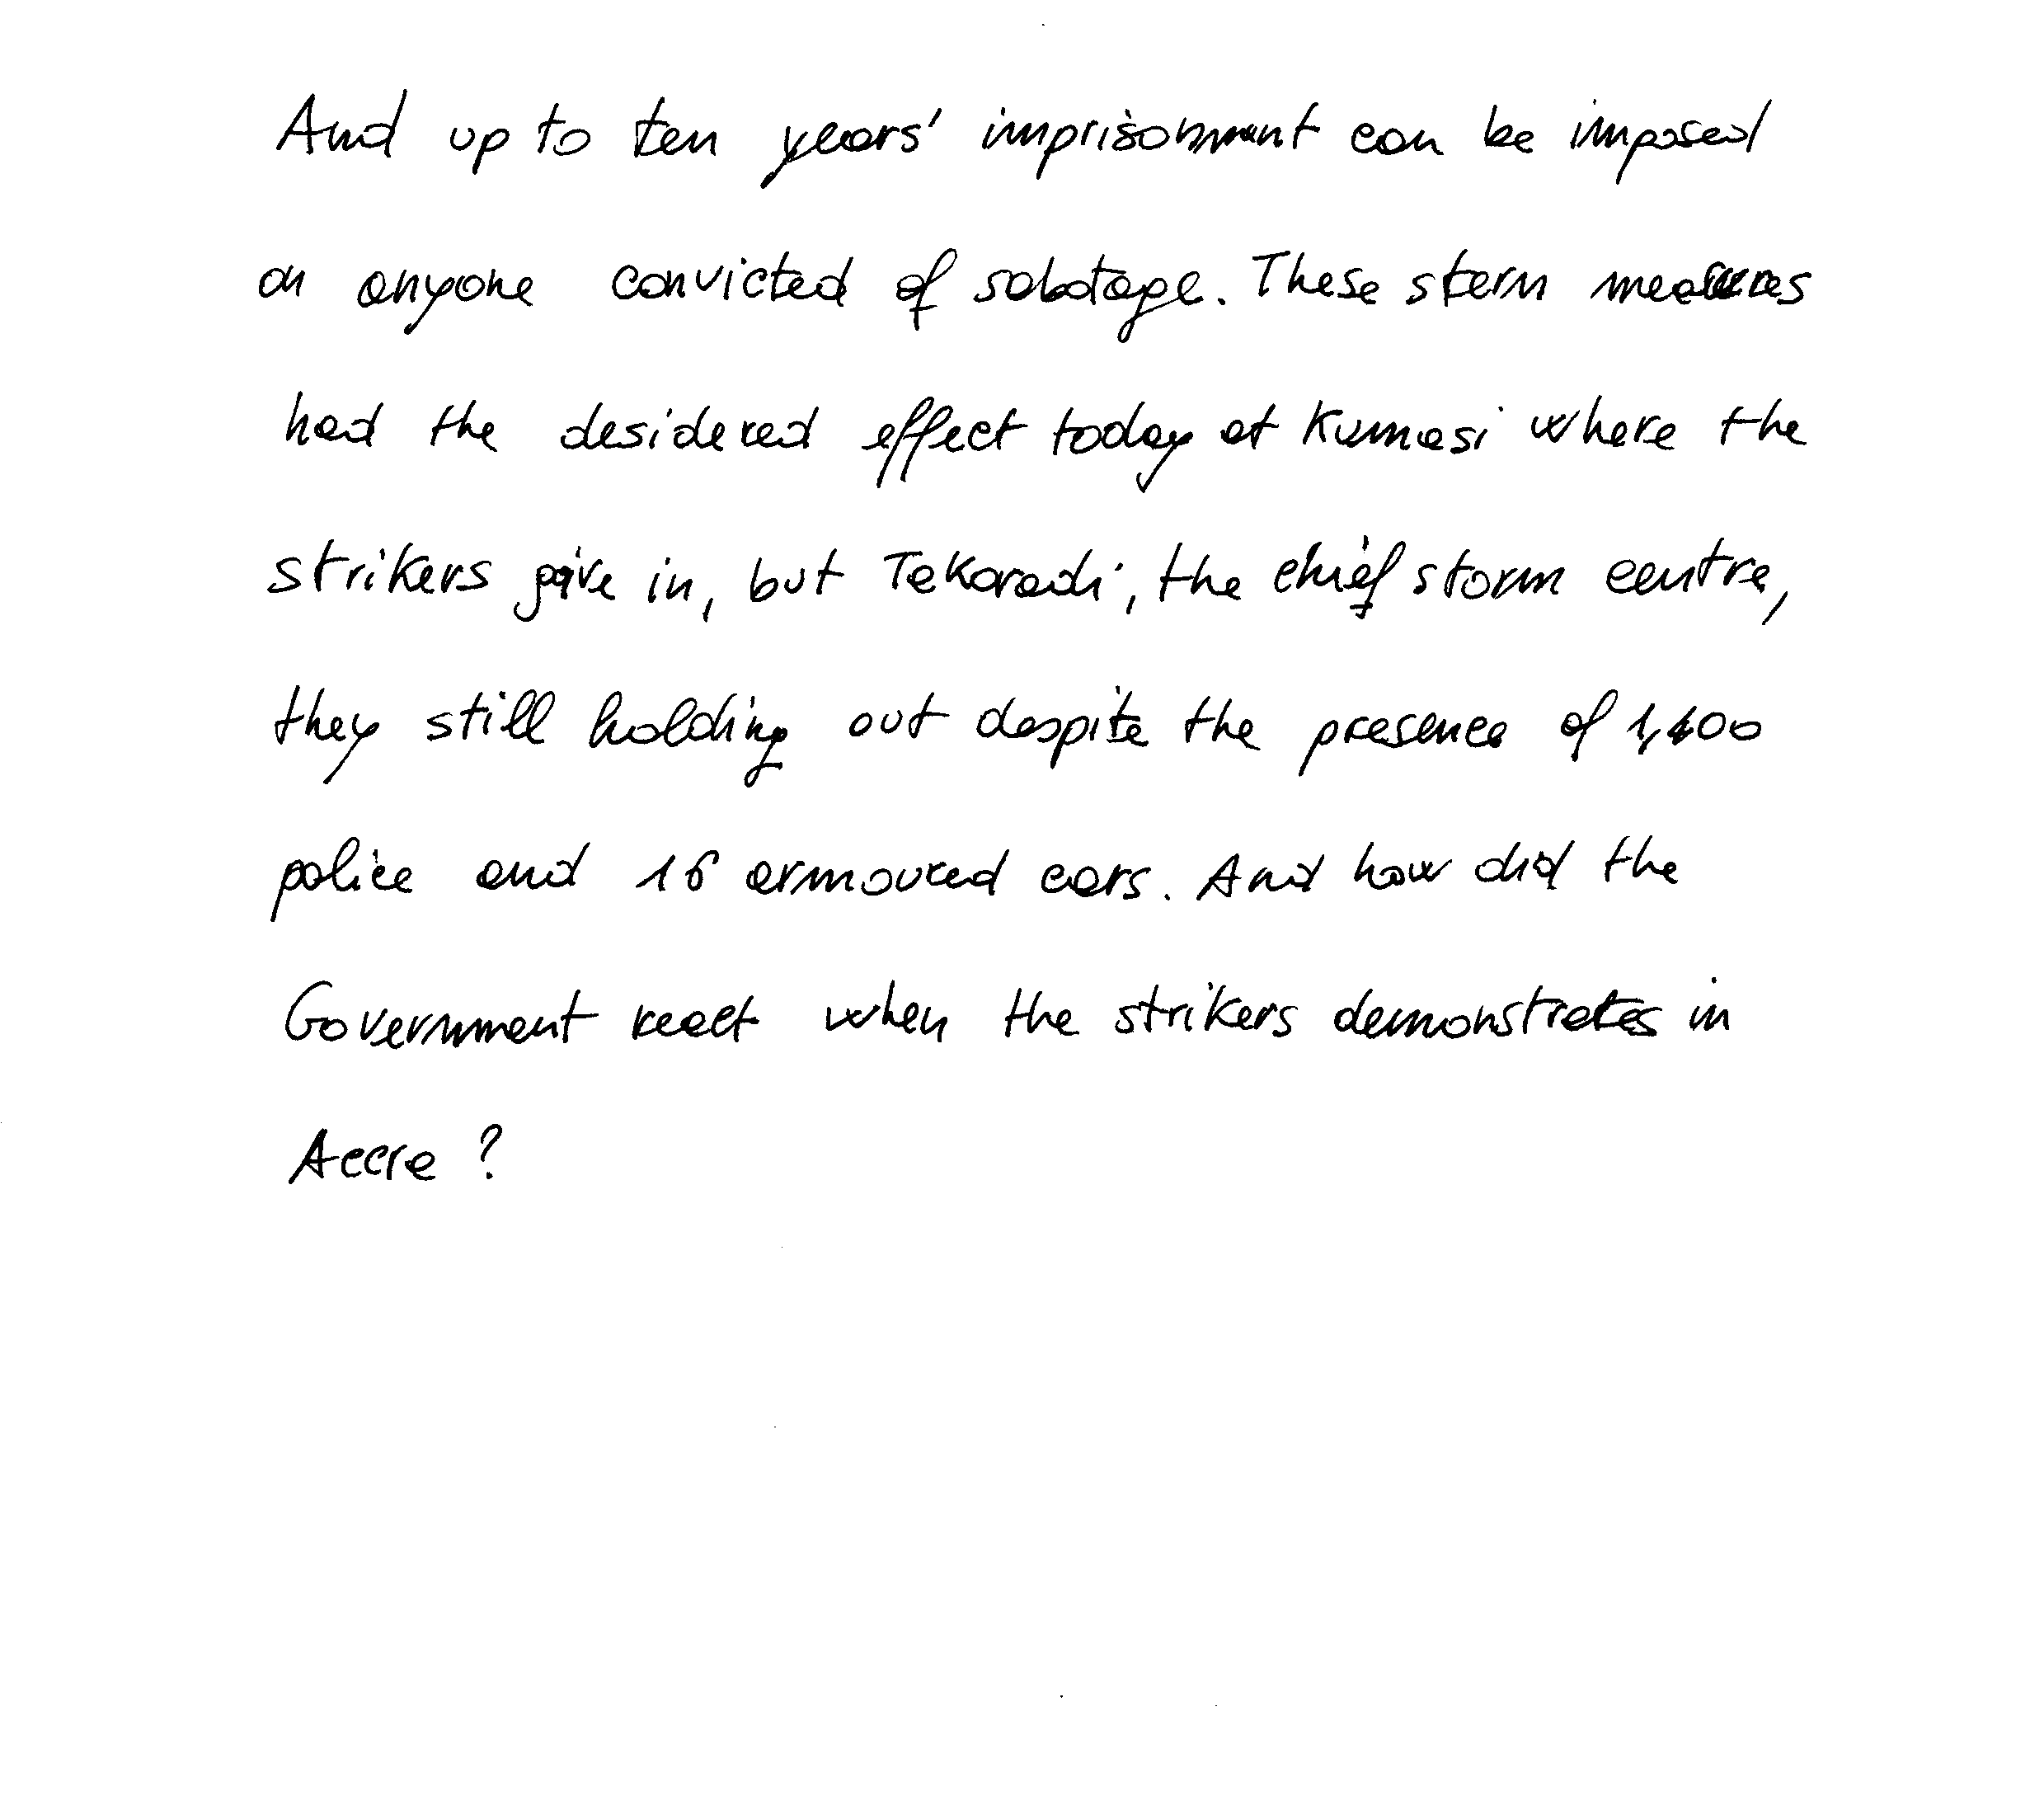 And up to ten years' imprisonment can be imposed
on anyone convicted of sabotage. These stern measures
had the desidered effect today at Kumasi where the
strikers give in, but Takoradi, the chief storm centre,
they still holding out despite the presence of 1,400
police and 16 armoured cars. And how did the
Government react when the strikers demonstrates in
Accra ?